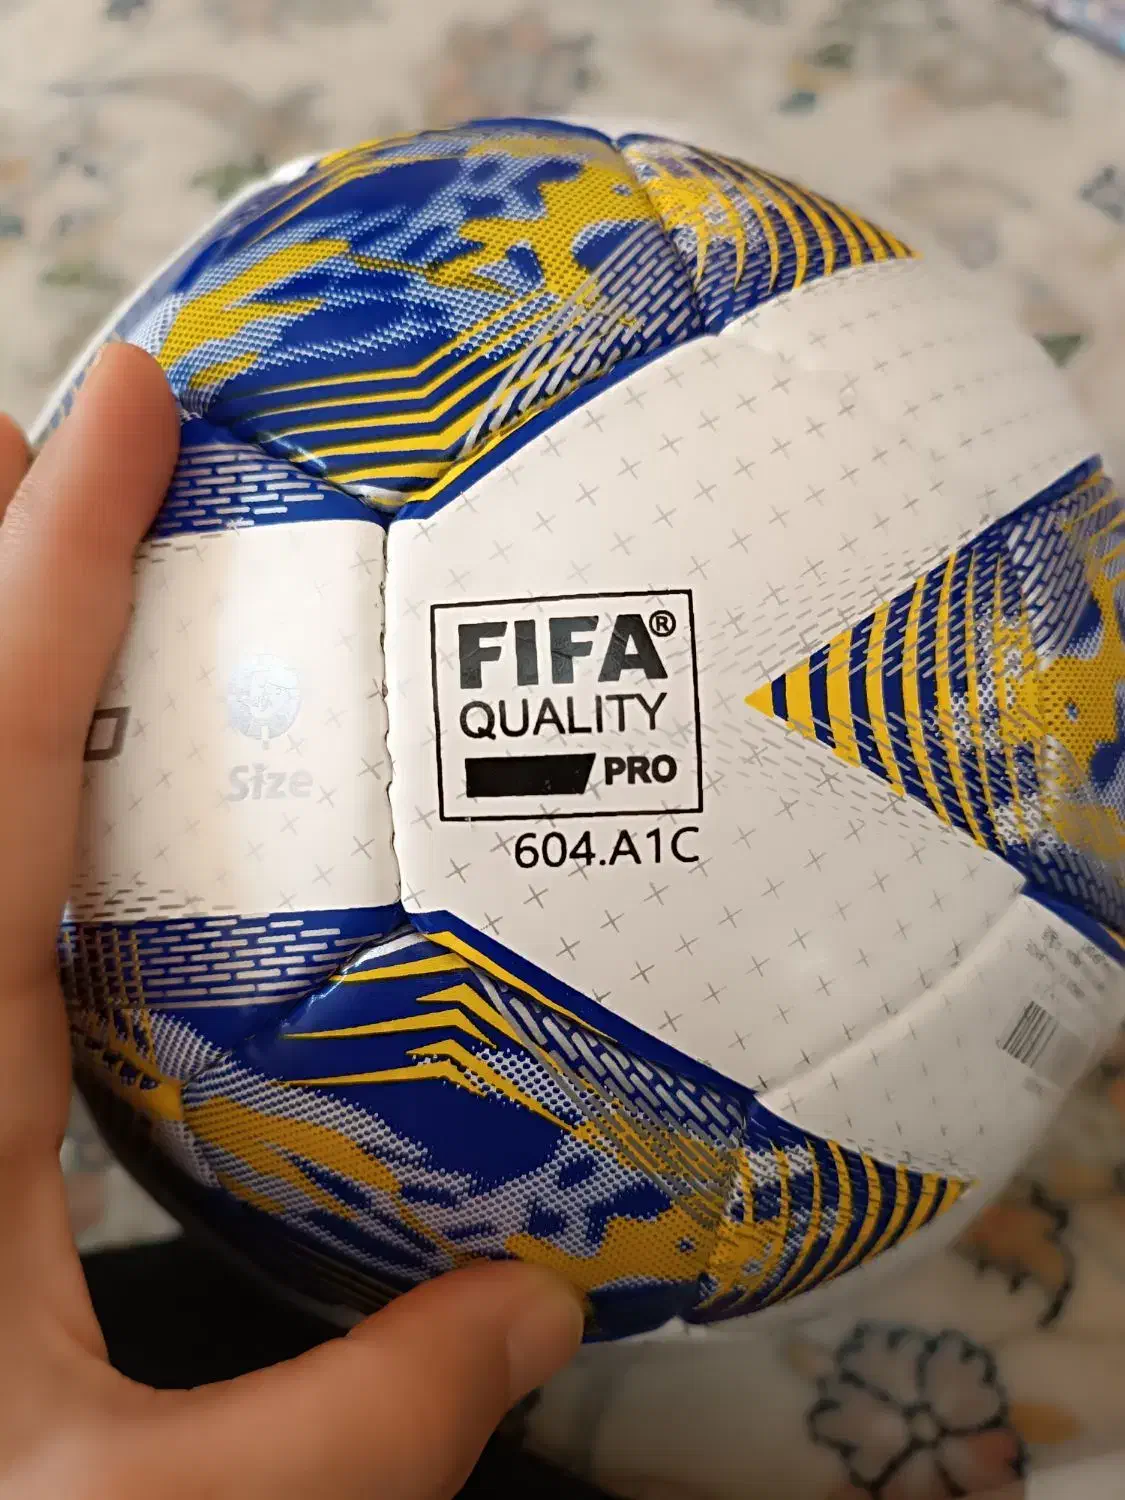 FIFA®
QUALITY
PRO
604.A1C
Size